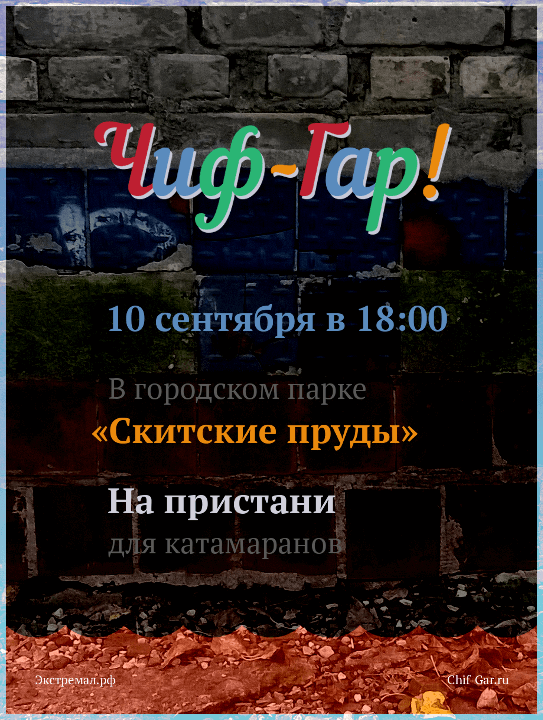 Чиф-Гар!
10 сентября в 18:00
В городском парке
«Скитские пруды»
На пристани
для катамаранов
Экстремал.рф
Chif-Gar.ru